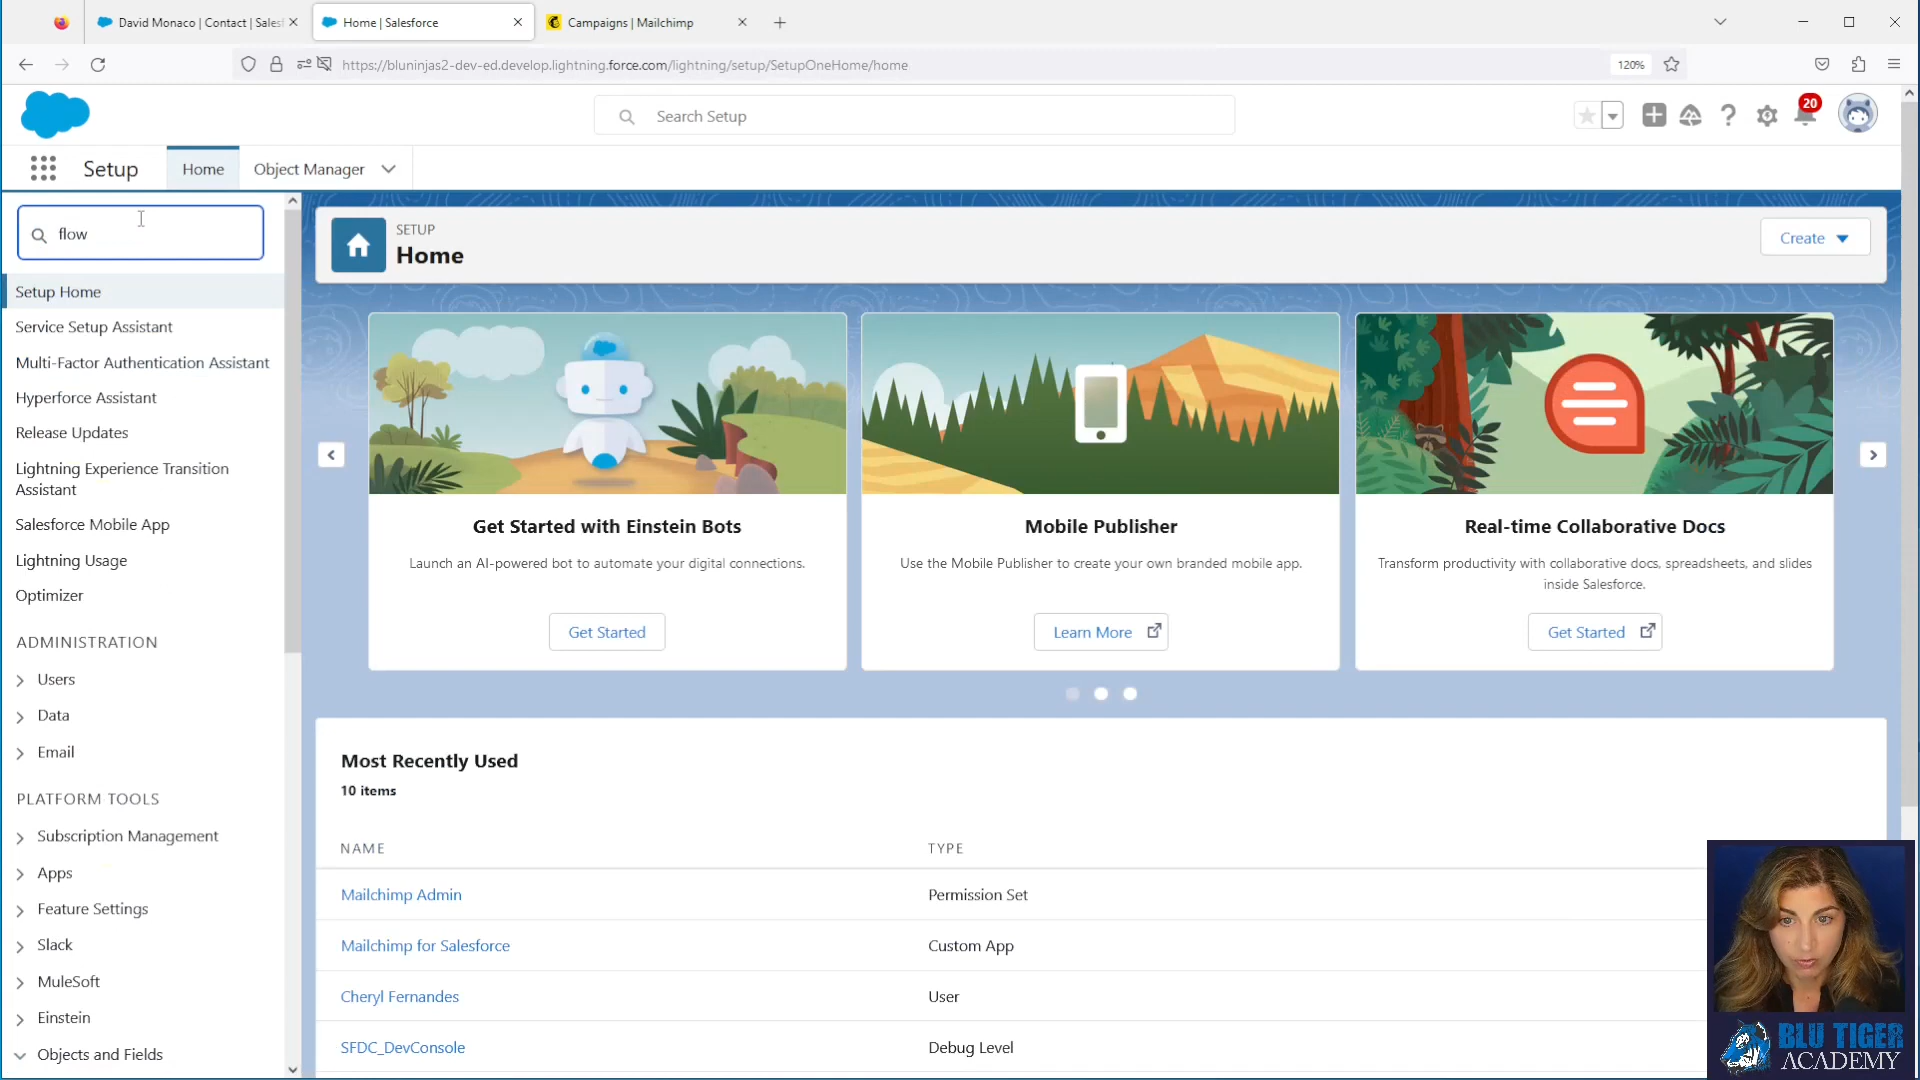 David Monaco | Contact | Sales
Home | Salesforce
Campaigns | Mailchimp
https://bluninjas2-dev-ed.develop.lightning.force.com/lightning/setup/SetupOneHome/home
120%
Search Setup
20
Setup
Home
Object Manager
flow
Setup Home
Service Setup Assistant
Multi-Factor Authentication Assistant
Hyperforce Assistant
Release Updates
Lightning Experience Transition
Assistant
Salesforce Mobile App
Lightning Usage
Optimizer
ADMINISTRATION
Users
Data
Email
PLATFORM TOOLS
Subscription Management
Apps
Feature Settings
Slack
MuleSoft
Einstein
Objects and Fields
SETUP
Home
Create
Get Started with Einstein Bots
Launch an AI-powered bot to automate your digital connections.
Get Started
Mobile Publisher
Use the Mobile Publisher to create your own branded mobile app.
Learn More
Real-time Collaborative Docs
Transform productivity with collaborative docs, spreadsheets, and slides
inside Salesforce.
Get Started
Most Recently Used
10 items
NAME
TYPE
Mailchimp Admin
Permission Set
Mailchimp for Salesforce
Custom App
Cheryl Fernandes
User
SFDC_DevConsole
Debug Level
BLU TIGER
ACADEMY